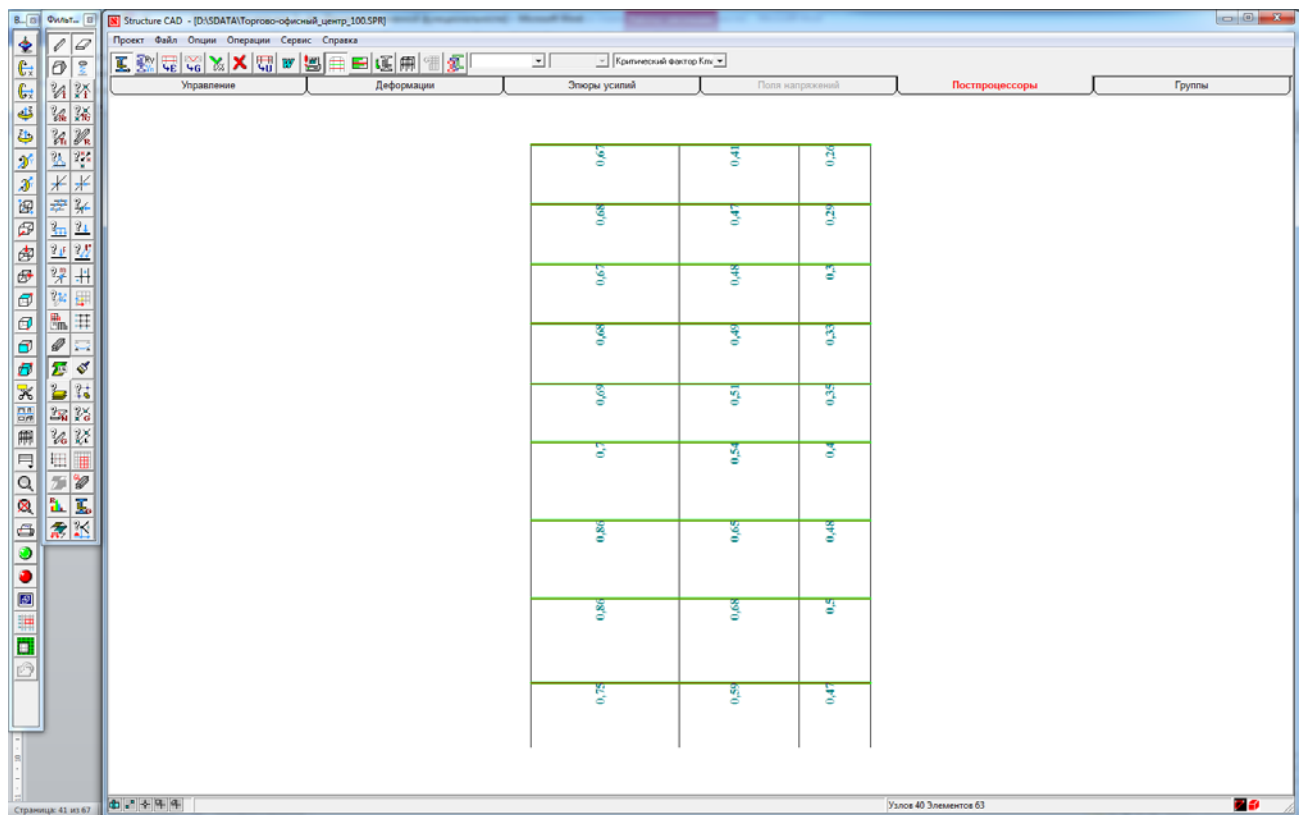 В...
Фильт...
Structure CAD - [D:\SDATA\Торгово-офисный_центр_100.SPR]
Проект Файл Опции Операции Сервис Справка
Критический фактор Kmax
Управление Деформации Эпюры усилий Поля напряжений Постпроцессоры Группы
0,67 0,41 0,26
0,68 0,47 0,29
0,67 0,48 0,3
0,68 0,49 0,33
0,69 0,51 0,35
0,7 0,54 0,4
0,86 0,65 0,48
0,86 0,68 0,5
0,75 0,59 0,47
Страница: 41 из 67
Узлов 40 Элементов 63